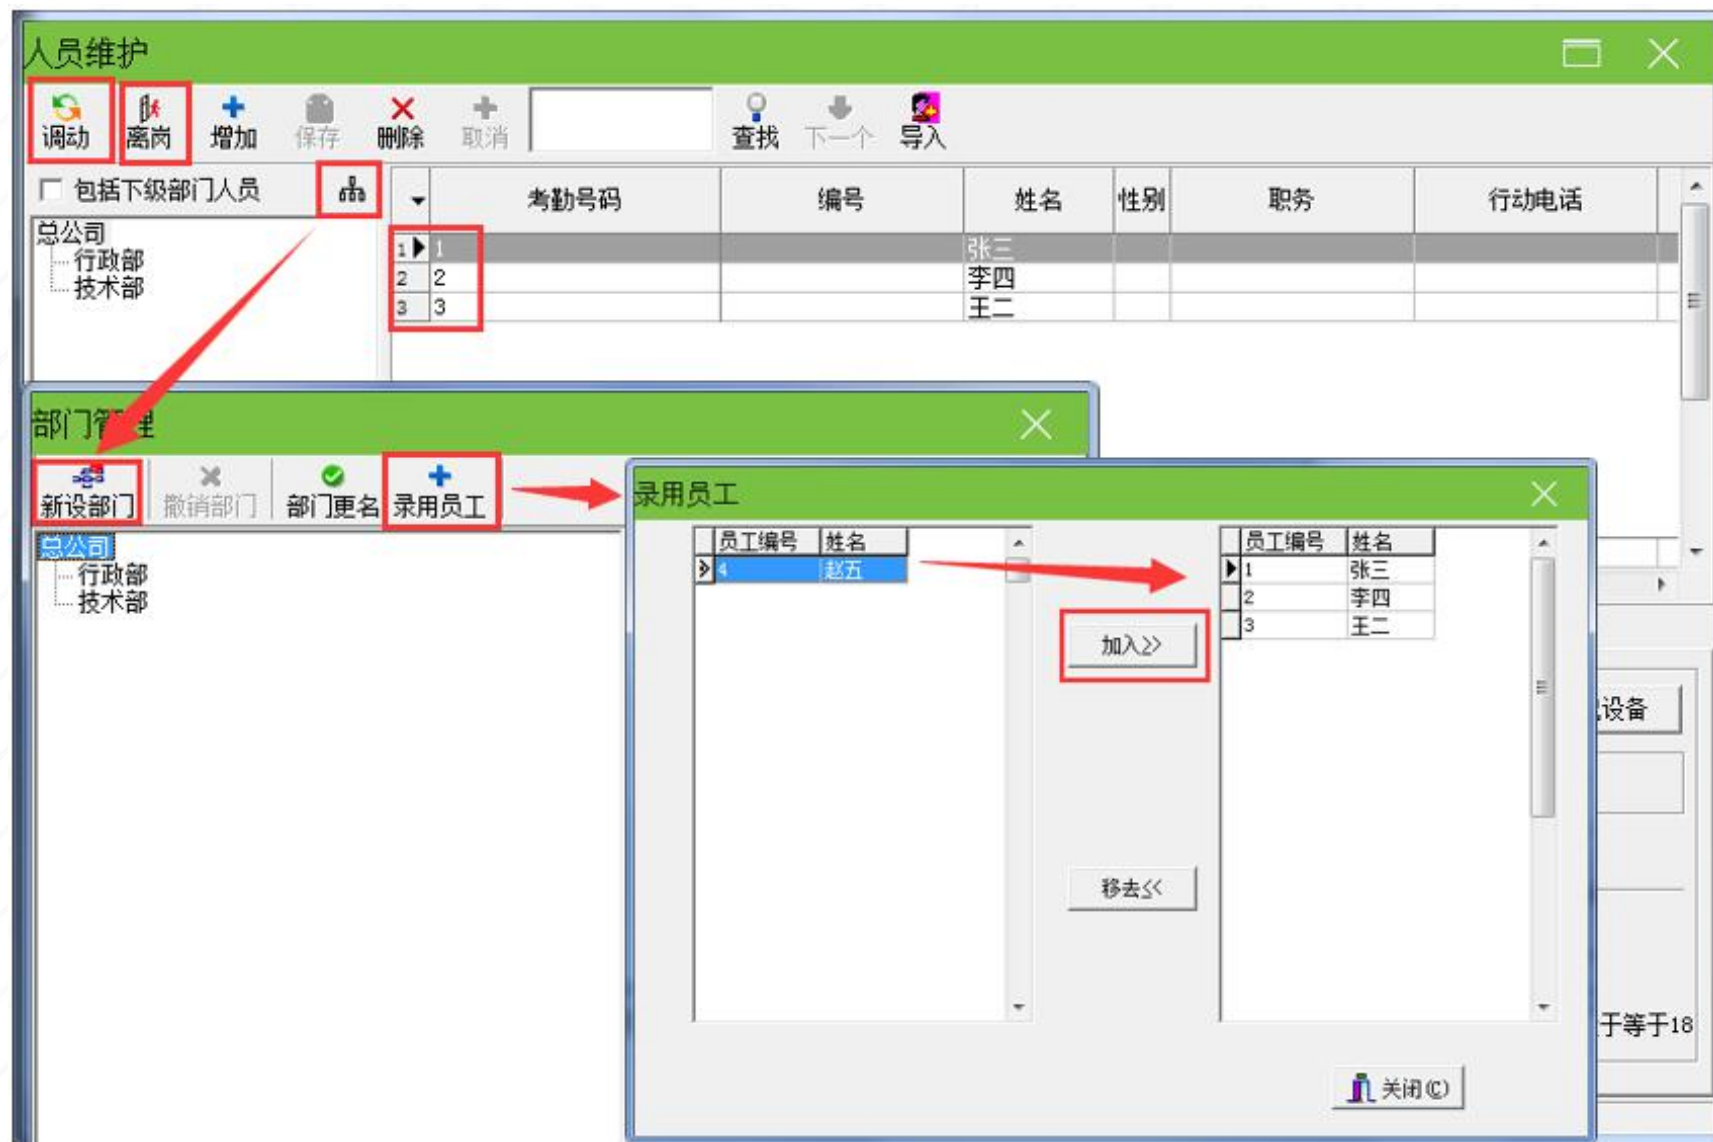 人员维护
调动 离岗 增加 保存 删除 取消 查找 下一个 导入
包括下级部门人员
考勤号码 编号 姓名 性别 职务 行动电话
总公司
行政部
技术部
1 1 张三
2 2 李四
3 3 王二
部门管理
新设部门 撤销部门 部门更名 录用员工
总公司
行政部
技术部
录用员工
员工编号 姓名
4 赵五
员工编号 姓名
1 张三
2 李四
3 王二
加入>>
移去<<
关闭(C)
设备
于等于18